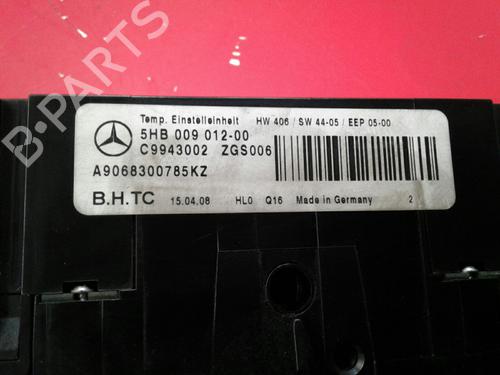 Temp. Einstelleinheit HW 406 / SW 44-05 / EEP 05-00
5HB 009 012-00
C9943002 ZGS006
A9068300785KZ
B.H.TC 15.04.08 HL0 Q16 Made in Germany 2
B-PARTS